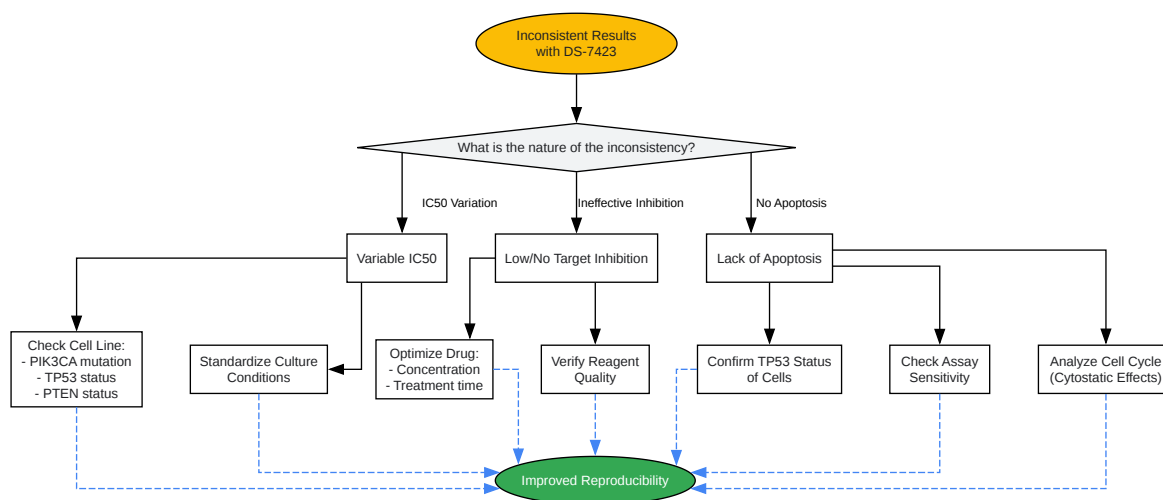 Inconsistent Results
with DS-7423
What is the nature of the inconsistency?
IC50 Variation
Ineffective Inhibition
No Apoptosis
Variable IC50
Low/No Target Inhibition
Lack of Apoptosis
Check Cell Line:
- PIK3CA mutation
- TP53 status
- PTEN status
Standardize Culture
Conditions
Optimize Drug:
- Concentration
- Treatment time
Verify Reagent
Quality
Confirm TP53 Status
of Cells
Check Assay
Sensitivity
Analyze Cell Cycle
(Cytostatic Effects)
Improved Reproducibility